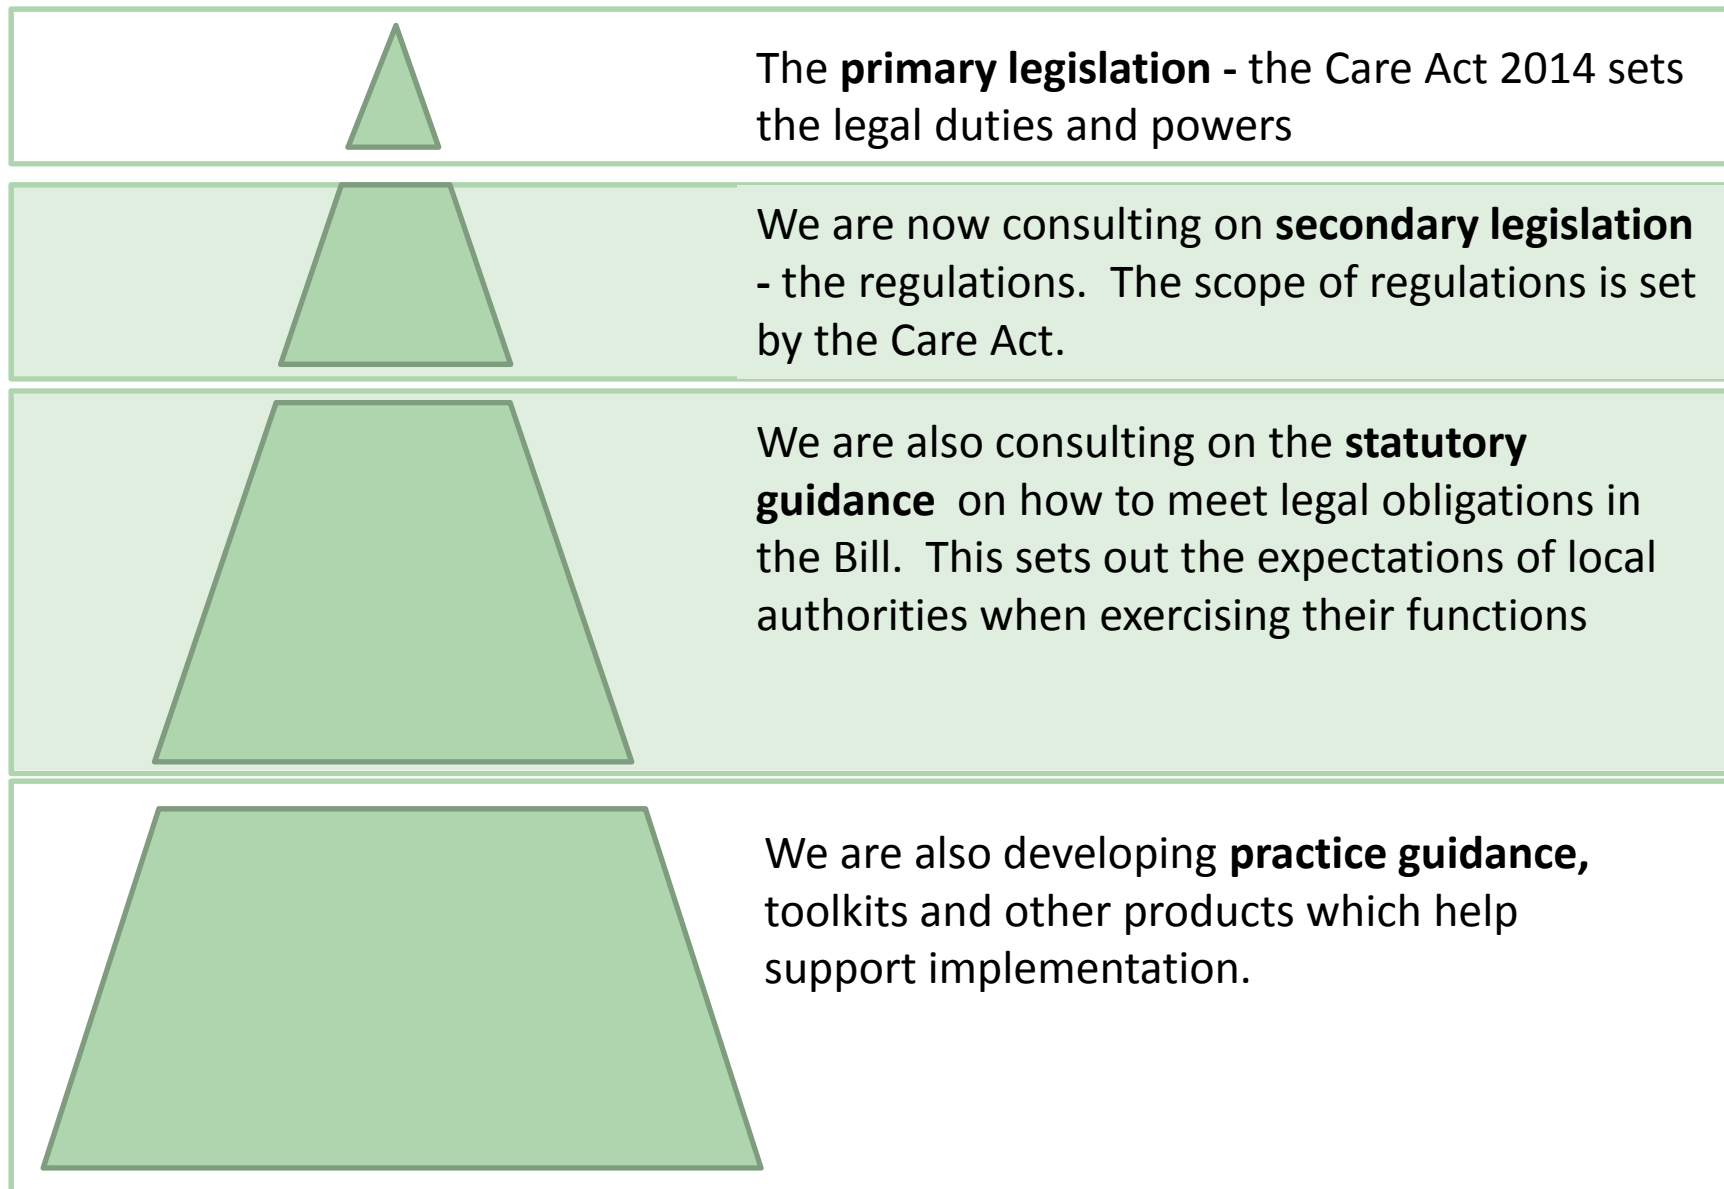 The primary legislation - the Care Act 2014 sets
the legal duties and powers
We are now consulting on secondary legislation
- the regulations.  The scope of regulations is set
by the Care Act.
We are also consulting on the statutory
guidance  on how to meet legal obligations in
the Bill.  This sets out the expectations of local
authorities when exercising their functions
We are also developing practice guidance,
toolkits and other products which help
support implementation.